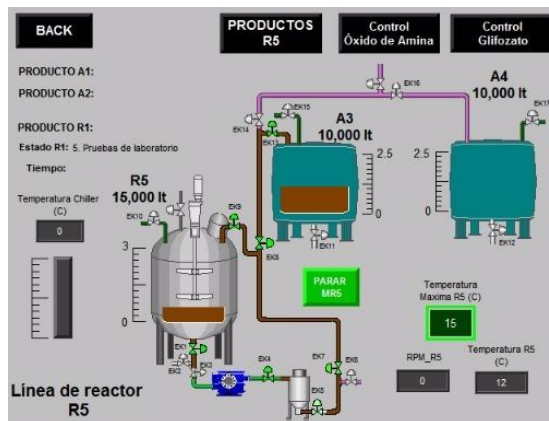 BACK
PRODUCTOS
R5
Control
Óxido de Amina
Control
Glifozato
PRODUCTO A1:
PRODUCTO A2:
PRODUCTO R1:
Estado R1: 5. Pruebas de laboratorio
Tiempo:
Temperatura Chiller
(C)
0
R5
15,000 lt
EK10
EK9
3
0
EK1
EK2
EK3
EK4
EK5
EK7
EK6
EK8
EK14
EK13
EK15
EK16
A3
10,000 lt
2.5
0
EK11
A4
10,000 lt
EK17
2.5
0
EK12
PARAR
MR5
Temperatura
Maxima R5 (C)
15
RPM_R5
0
Temperatura R5
(C)
12
Línea de reactor
R5